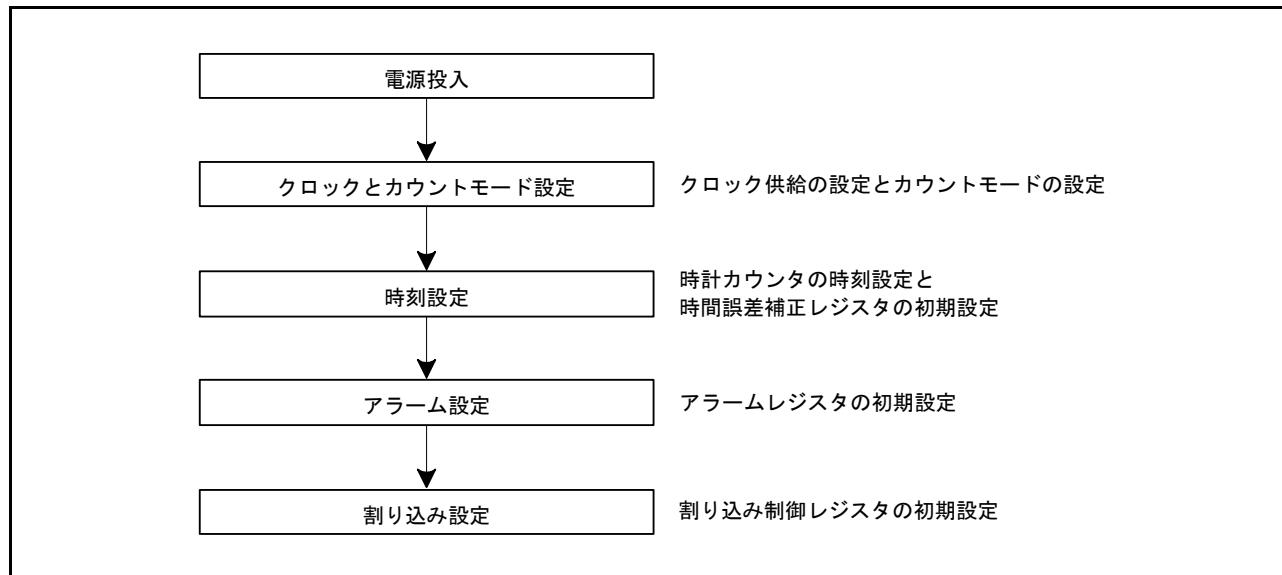 電源投入
クロックとカウントモード設定
クロック供給の設定とカウントモードの設定
時刻設定
時計カウンタの時刻設定と
時間誤差補正レジスタの初期設定
アラーム設定
アラームレジスタの初期設定
割り込み設定
割り込み制御レジスタの初期設定